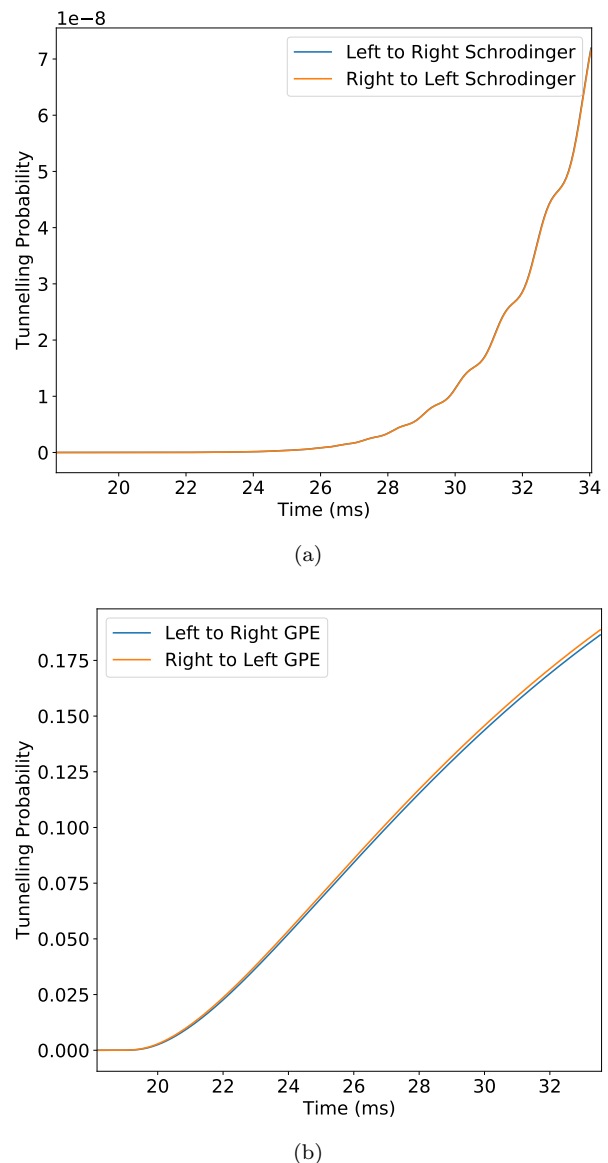 1e−8
Left to Right Schrodinger
Right to Left Schrodinger
7
6
5
4
3
2
1
0
Tunnelling Probability
20 22 24 26 28 30 32 34
Time (ms)
(a)
Left to Right GPE
Right to Left GPE
0.175
0.150
0.125
0.100
0.075
0.050
0.025
0.000
Tunnelling Probability
20 22 24 26 28 30 32
Time (ms)
(b)